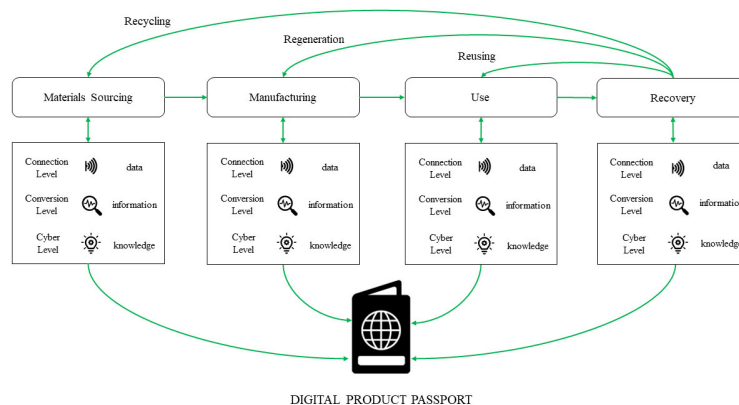 Recycling
Regeneration
Reusing
Materials Sourcing
Manufacturing
Use
Recovery
Connection
Level
data
Conversion
Level
information
Cyber
Level
knowledge
Connection
Level
data
Conversion
Level
information
Cyber
Level
knowledge
Connection
Level
data
Conversion
Level
information
Cyber
Level
knowledge
Connection
Level
data
Conversion
Level
information
Cyber
Level
knowledge
DIGITAL PRODUCT PASSPORT